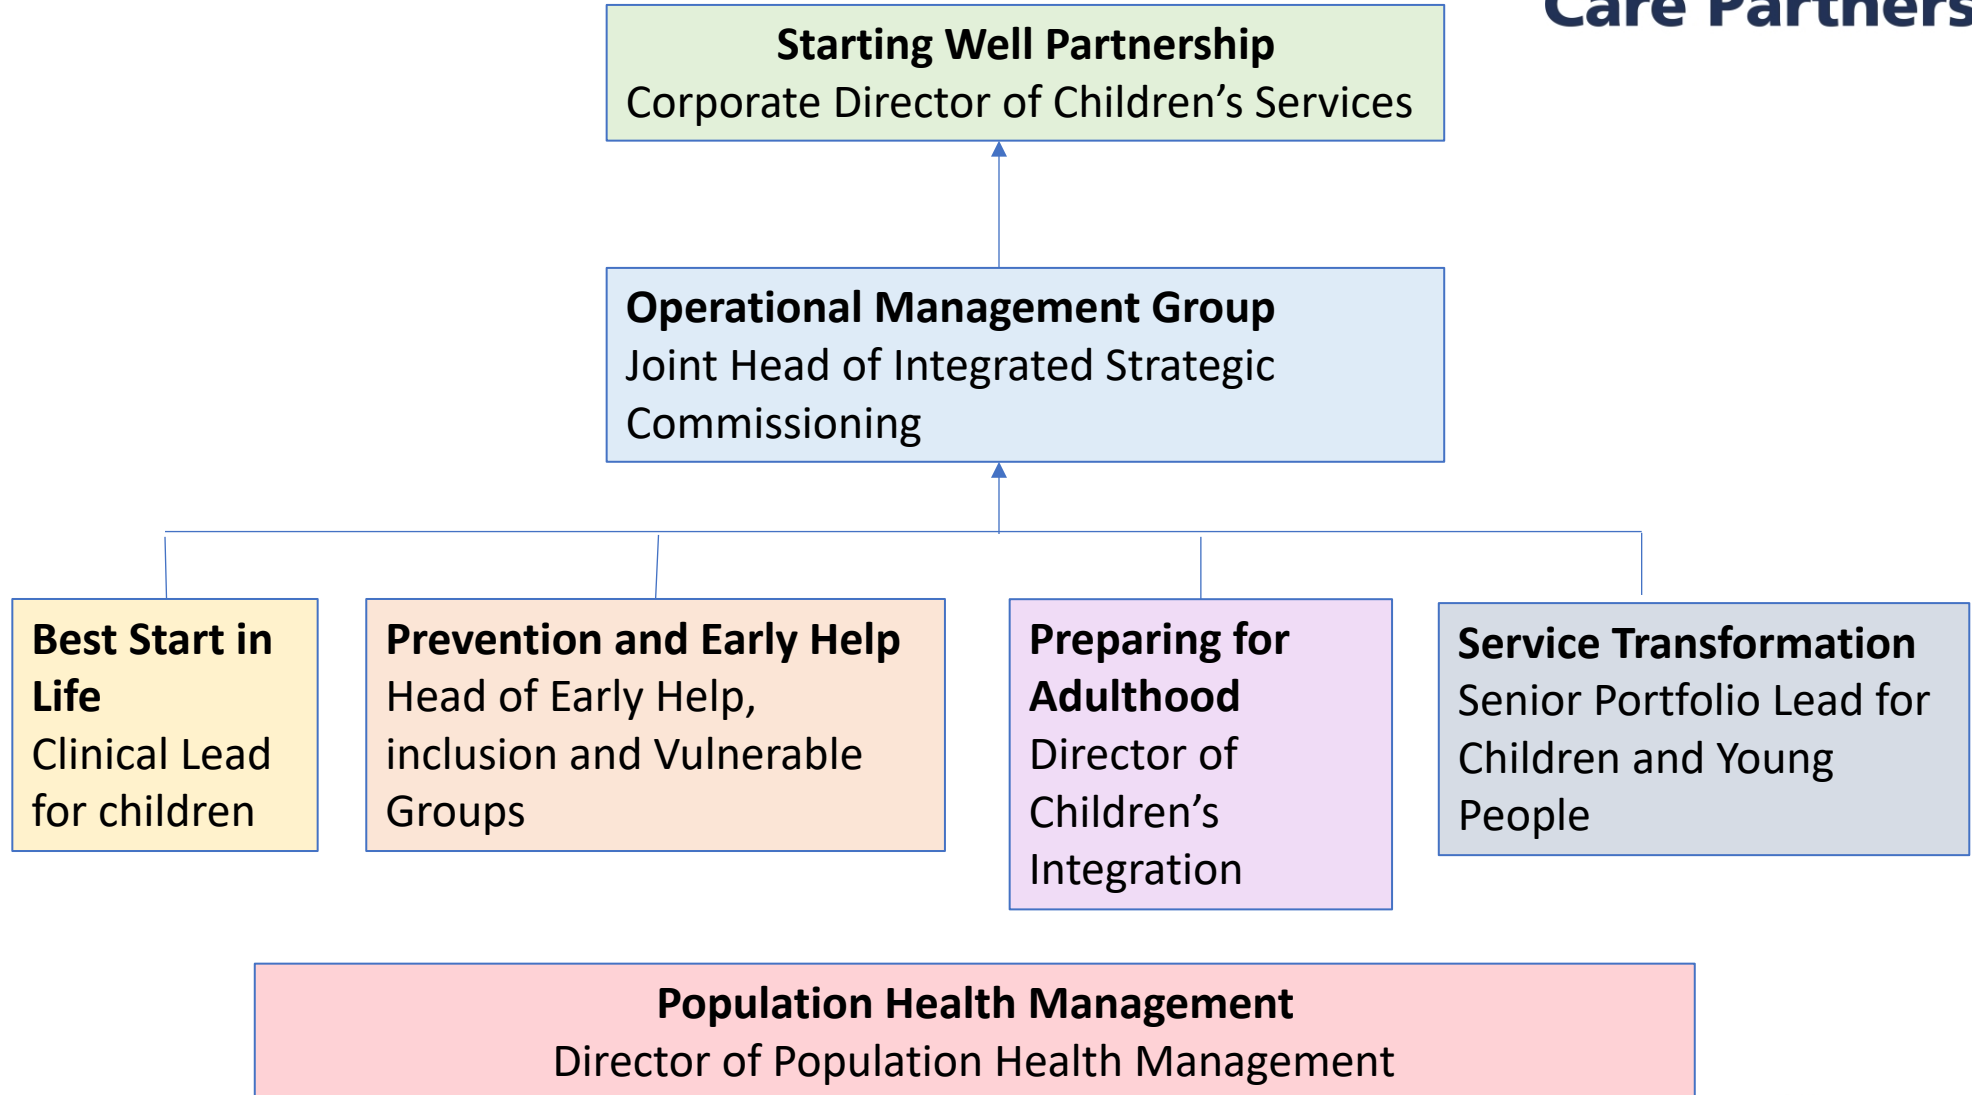 Care Partners
Starting Well Partnership
Corporate Director of Children’s Services
Operational Management Group
Joint Head of Integrated Strategic
Commissioning
Best Start in
Life
Clinical Lead
for children
Prevention and Early Help
Head of Early Help,
inclusion and Vulnerable
Groups
Preparing for
Adulthood
Director of
Children’s
Integration
Service Transformation
Senior Portfolio Lead for
Children and Young
People
Population Health Management
Director of Population Health Management